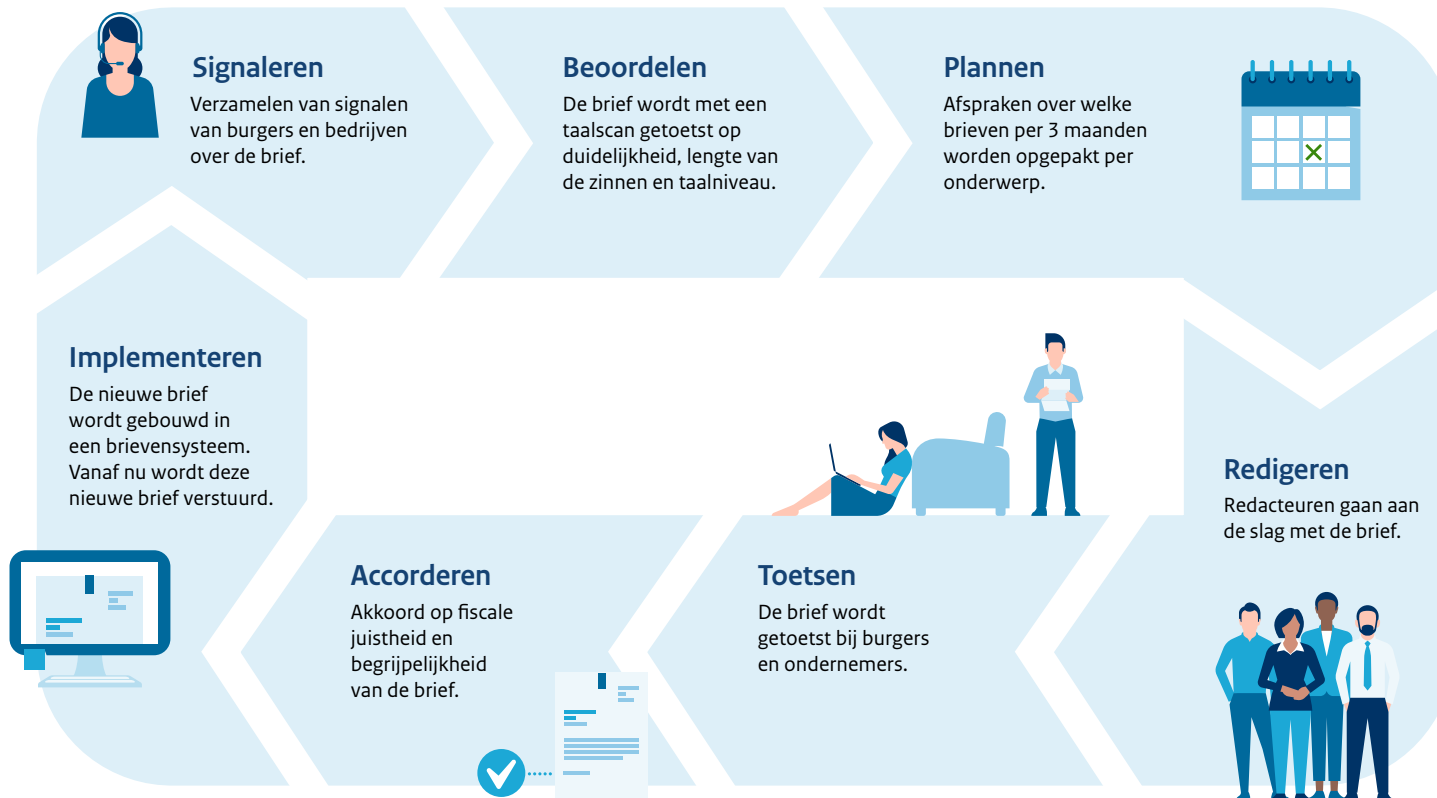 Signaleren
Verzamelen van signalen
van burgers en bedrijven
over de brief.
Beoordelen
De brief wordt met een
taalscan getoetst op
duidelijkheid, lengte van
de zinnen en taalniveau.
Plannen
Afspraken over welke
brieven per 3 maanden
worden opgepakt per
onderwerp.
Redigeren
Redacteuren gaan aan
de slag met de brief.
Toetsen
De brief wordt
getoetst bij burgers
en ondernemers.
Accorderen
Akkoord op fiscale
juistheid en
begrijpelijkheid
van de brief.
Implementeren
De nieuwe brief
wordt gebouwd in
een brievensysteem.
Vanaf nu wordt deze
nieuwe brief verstuurd.